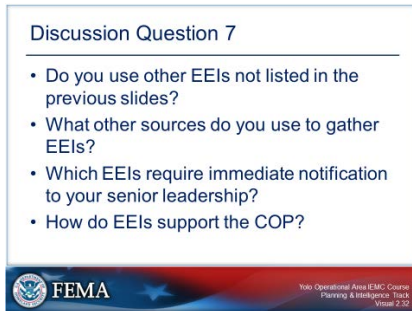 Discussion Question 7
• Do you use other EEIs not listed in the
previous slides?
• What other sources do you use to gather
EEIs?
• Which EEIs require immediate notification
to your senior leadership?
• How do EEIs support the COP?
FEMA
Yolo Operational Area IEMC Course
Planning & Intelligence Track
Visual 2.32